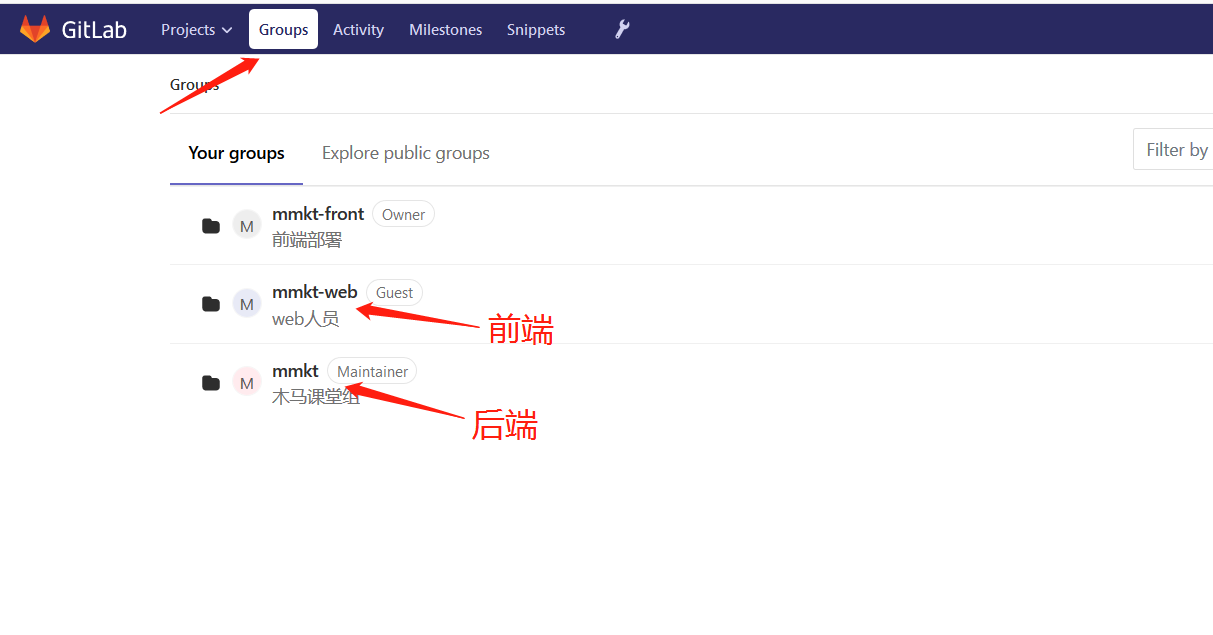 GitLab Projects Groups Activity Milestones Snippets
Groups
Your groups Explore public groups Filter by
M mmkt-front Owner
前端部署
M mmkt-web Guest
web人员
前端
M mmkt Maintainer
木马课堂组
后端